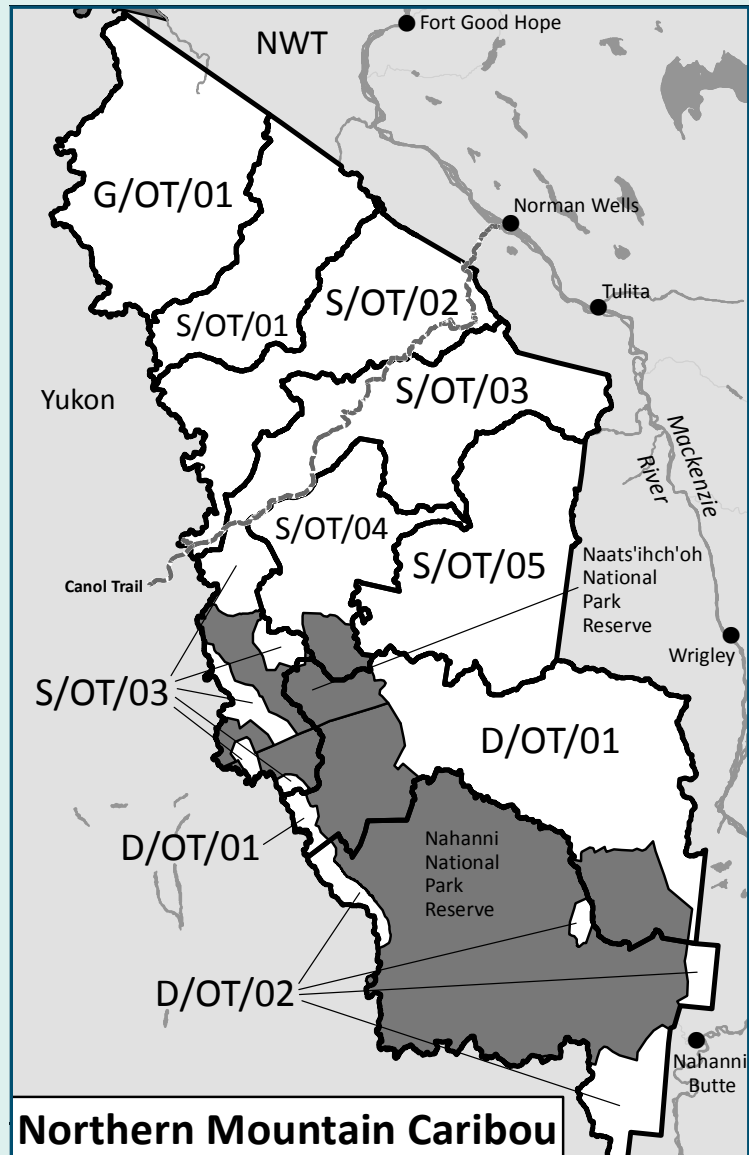 Fort Good Hope
NWT
G/OT/01
Norman Wells
Tulita
S/OT/02
S/OT/01
Yukon
S/OT/03
Mackenzie
River
S/OT/04
S/OT/05
Naats'ihch'oh
National
Park
Reserve
Canol Trail
Wrigley
S/OT/03
D/OT/01
D/OT/01
Nahanni
National
Park
Reserve
D/OT/02
Nahanni
Butte
Northern Mountain Caribou